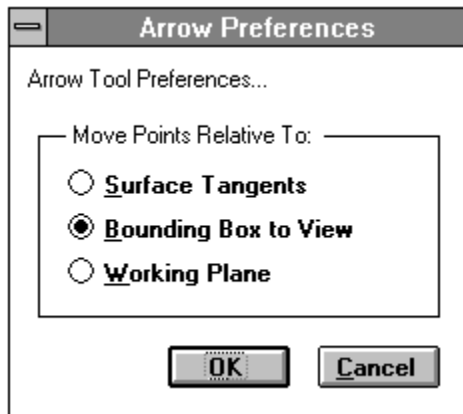 Arrow Preferences
Arrow Tool Preferences...
Move Points Relative To:
Surface Tangents
Bounding Box to View
Working Plane
OK
Cancel